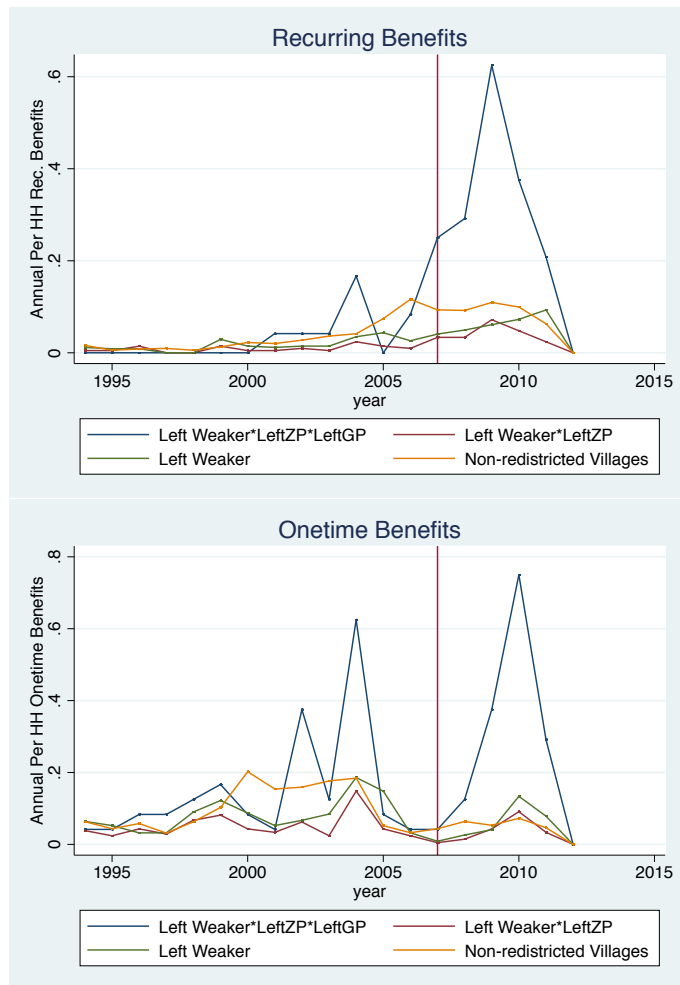 Recurring Benefits
Annual Per HH Rec. Benefits
.6
.4
.2
0
1995 2000 2005 2010 2015
year
Left Weaker*LeftZP*LeftGP Left Weaker*LeftZP
Left Weaker Non-redistricted Villages
Onetime Benefits
Annual Per HH Onetime Benefits
.8
.6
.4
.2
0
1995 2000 2005 2010 2015
year
Left Weaker*LeftZP*LeftGP Left Weaker*LeftZP
Left Weaker Non-redistricted Villages